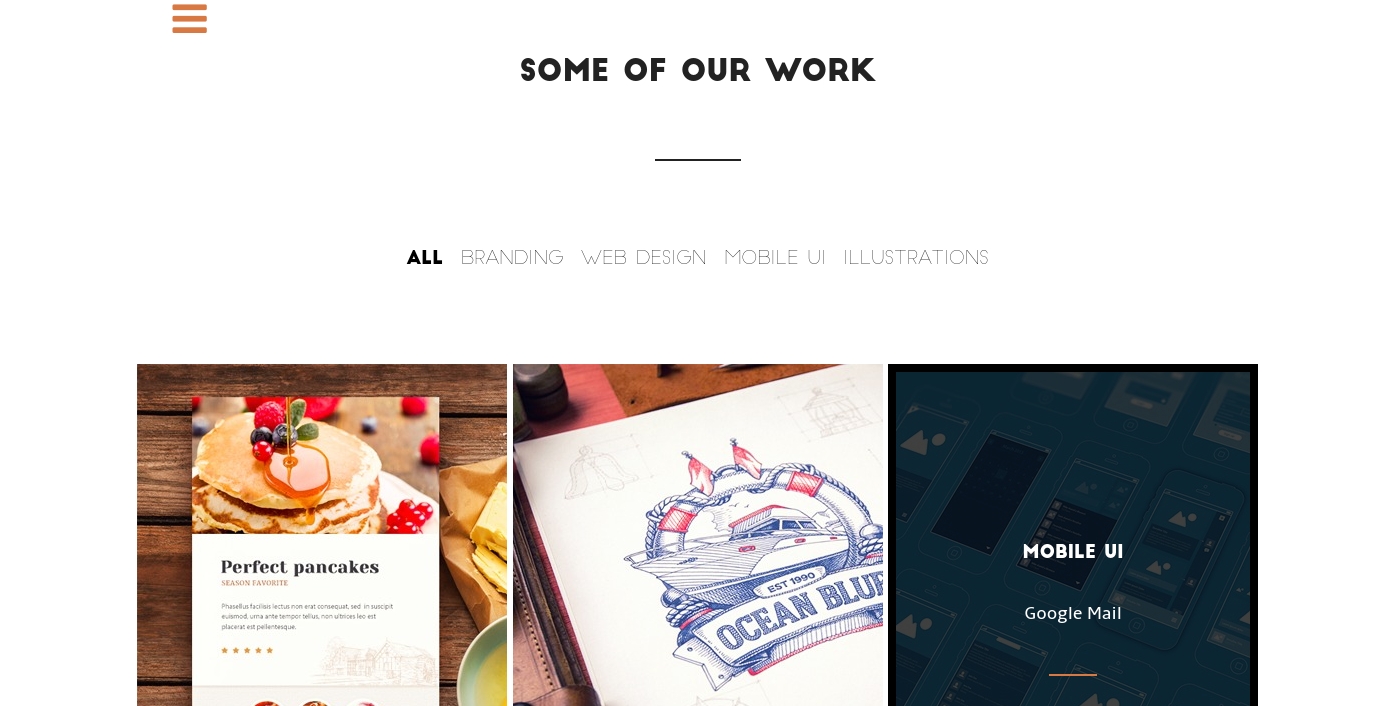 SOME OF OUR WORK
ALL BRANDING WEB DESIGN MOBILE UI ILLUSTRATIONS
Perfect pancakes
SEASON FAVORITE
Phasellus facilisis lectus non erat consequat, sed in suscipit
euismod, urna ante tempor tellus, non ultrices leo est
placerat est pellentesque.
EST 1990
OCEAN BLUE
MOBILE UI
Google Mail